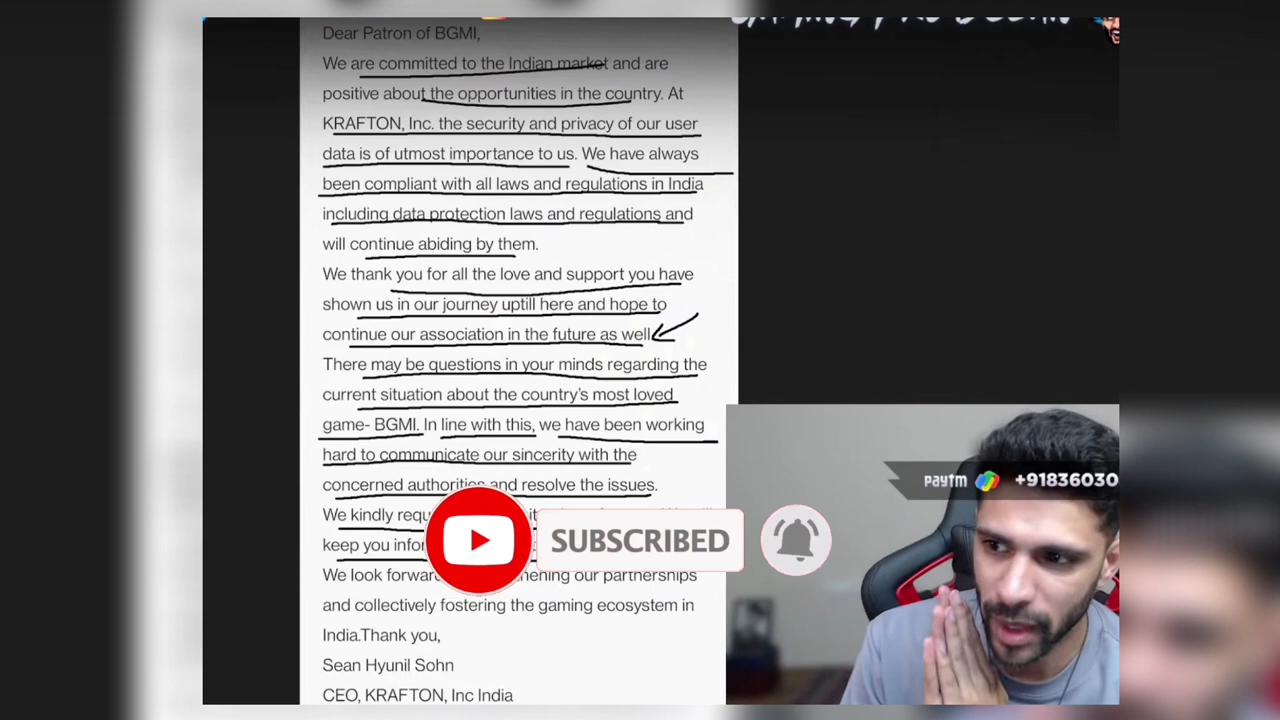 Dear Patron of BGMI,
We are committed to the Indian market and are
positive about the opportunities in the country. At
KRAFTON, Inc. the security and privacy of our user
data is of utmost importance to us. We have always
been compliant with all laws and regulations in India
including data protection laws and regulations and
will continue abiding by them.
We thank you for all the love and support you have
shown us in our journey uptill here and hope to
continue our association in the future as well
There may be questions in your minds regarding the
current situation about the country's most loved
game- BGMI. In line with this, we have been working
hard to communicate our sincerity with the
concerned authorities and resolve the issues.
We kindly
keep you
We look our partnerships
and collectively fostering the gaming ecosystem in
India.Thank you,
Sean Hyunil Sohn
CEO, KRAFTON, Inc India
SUBSCRIBED
paytm +91836030